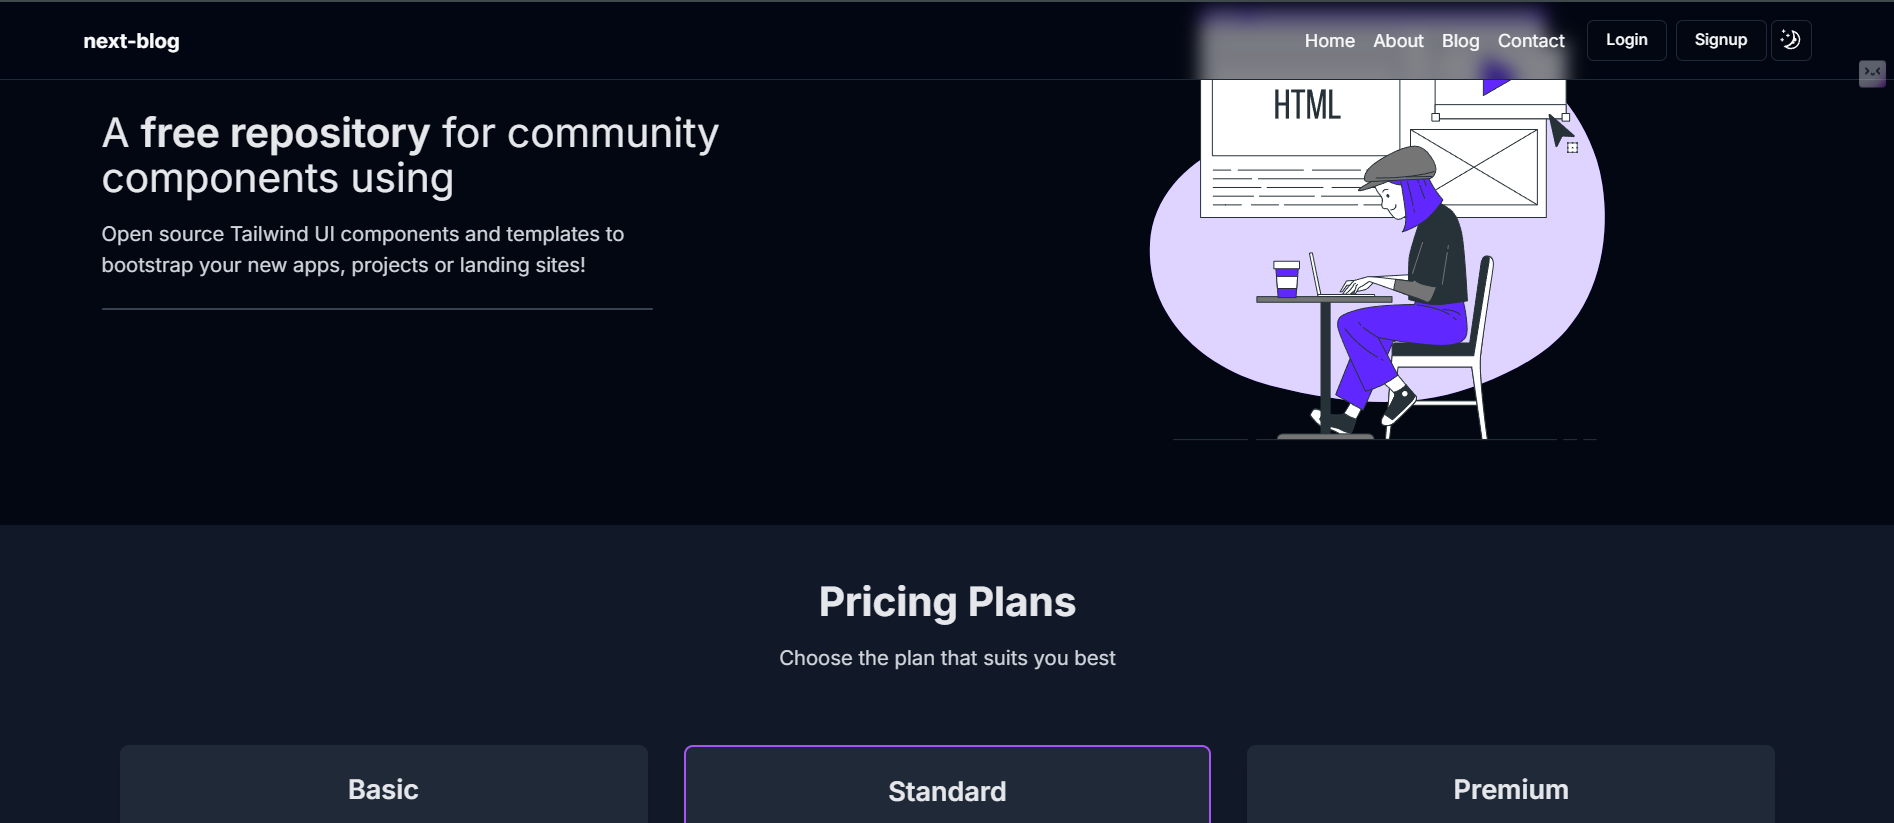 next-blog
Home About Blog Contact Login Signup
HTML
A free repository for community
components using
Open source Tailwind UI components and templates to
bootstrap your new apps, projects or landing sites!
Pricing Plans
Choose the plan that suits you best
Basic
Standard
Premium